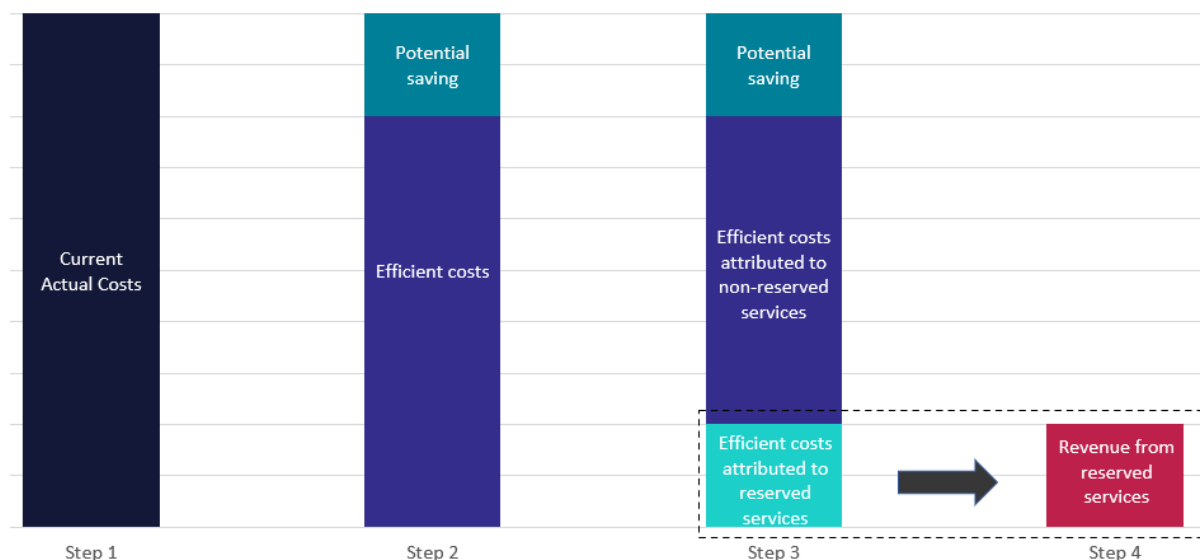 Current
Actual Costs
Potential
saving
Efficient costs
Potential
saving
Efficient costs
attributed to
non-reserved
services
Efficient costs
attributed to
reserved
services
Revenue from
reserved
services
Step 1
Step 2
Step 3
Step 4